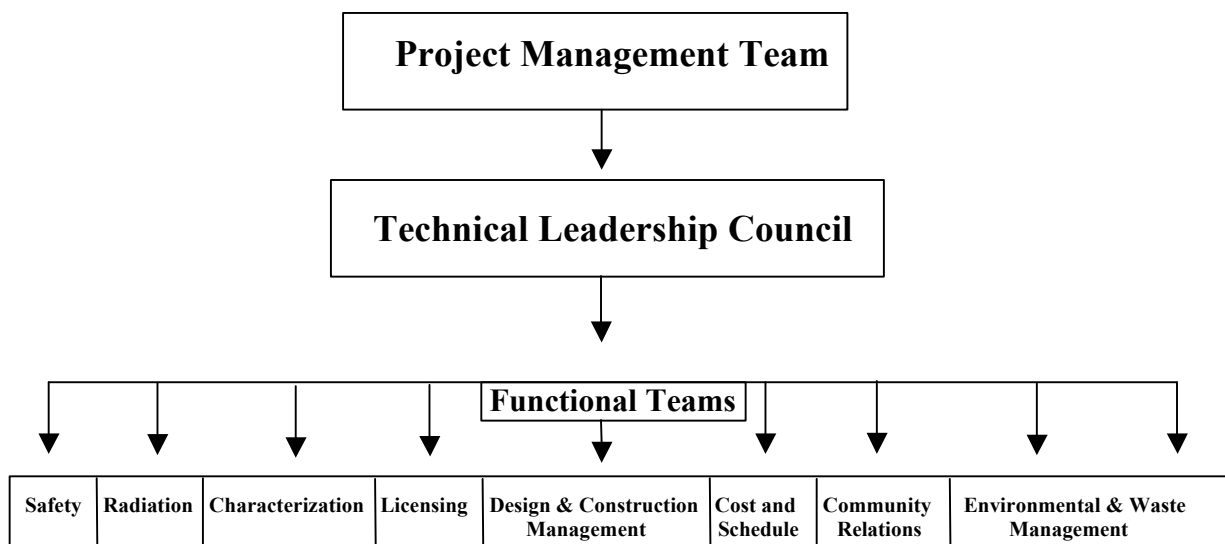 Project Management Team
Technical Leadership Council
Functional Teams
Safety
Radiation
Characterization
Licensing
Design & Construction
Management
Cost and
Schedule
Community
Relations
Environmental & Waste
Management